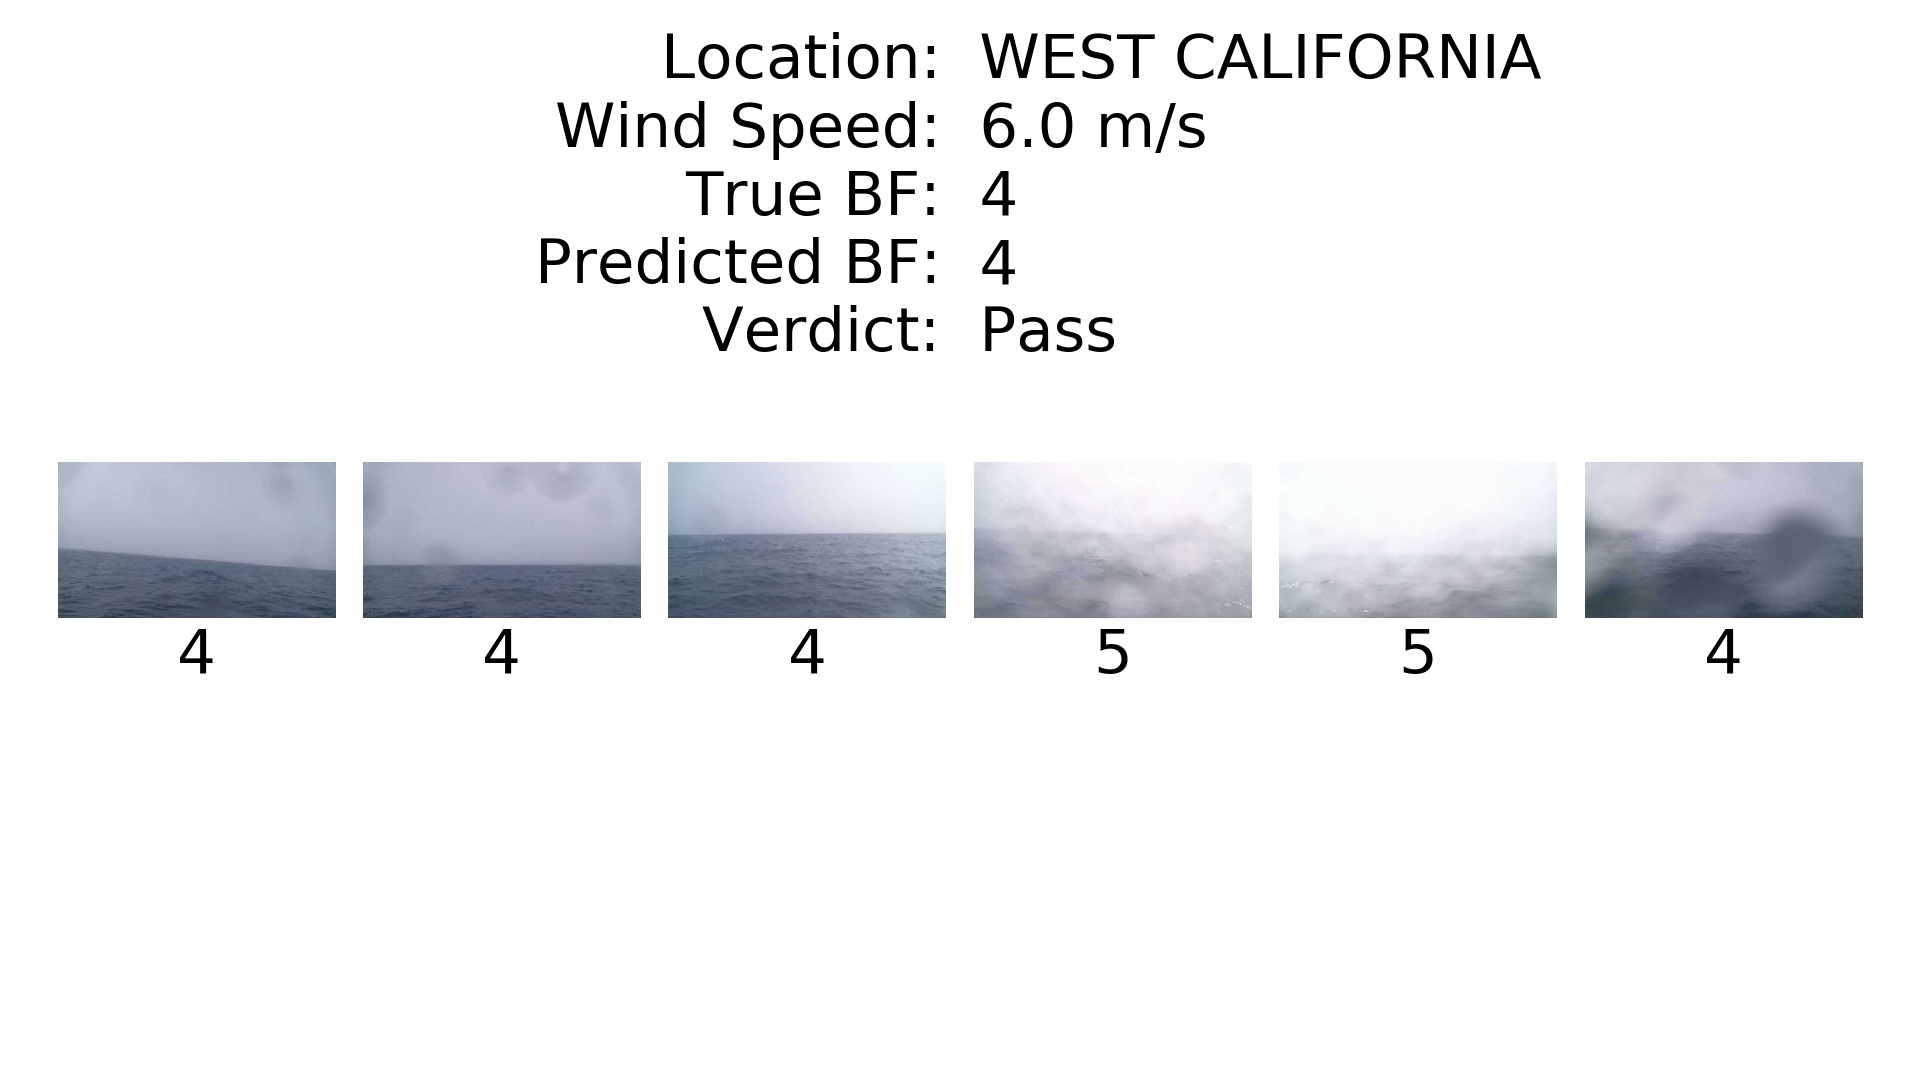 Location: WEST CALIFORNIA
Wind Speed: 6.0 m/s
True BF: 4
Predicted BF: 4
Verdict: Pass
4 4 4 5 5 4